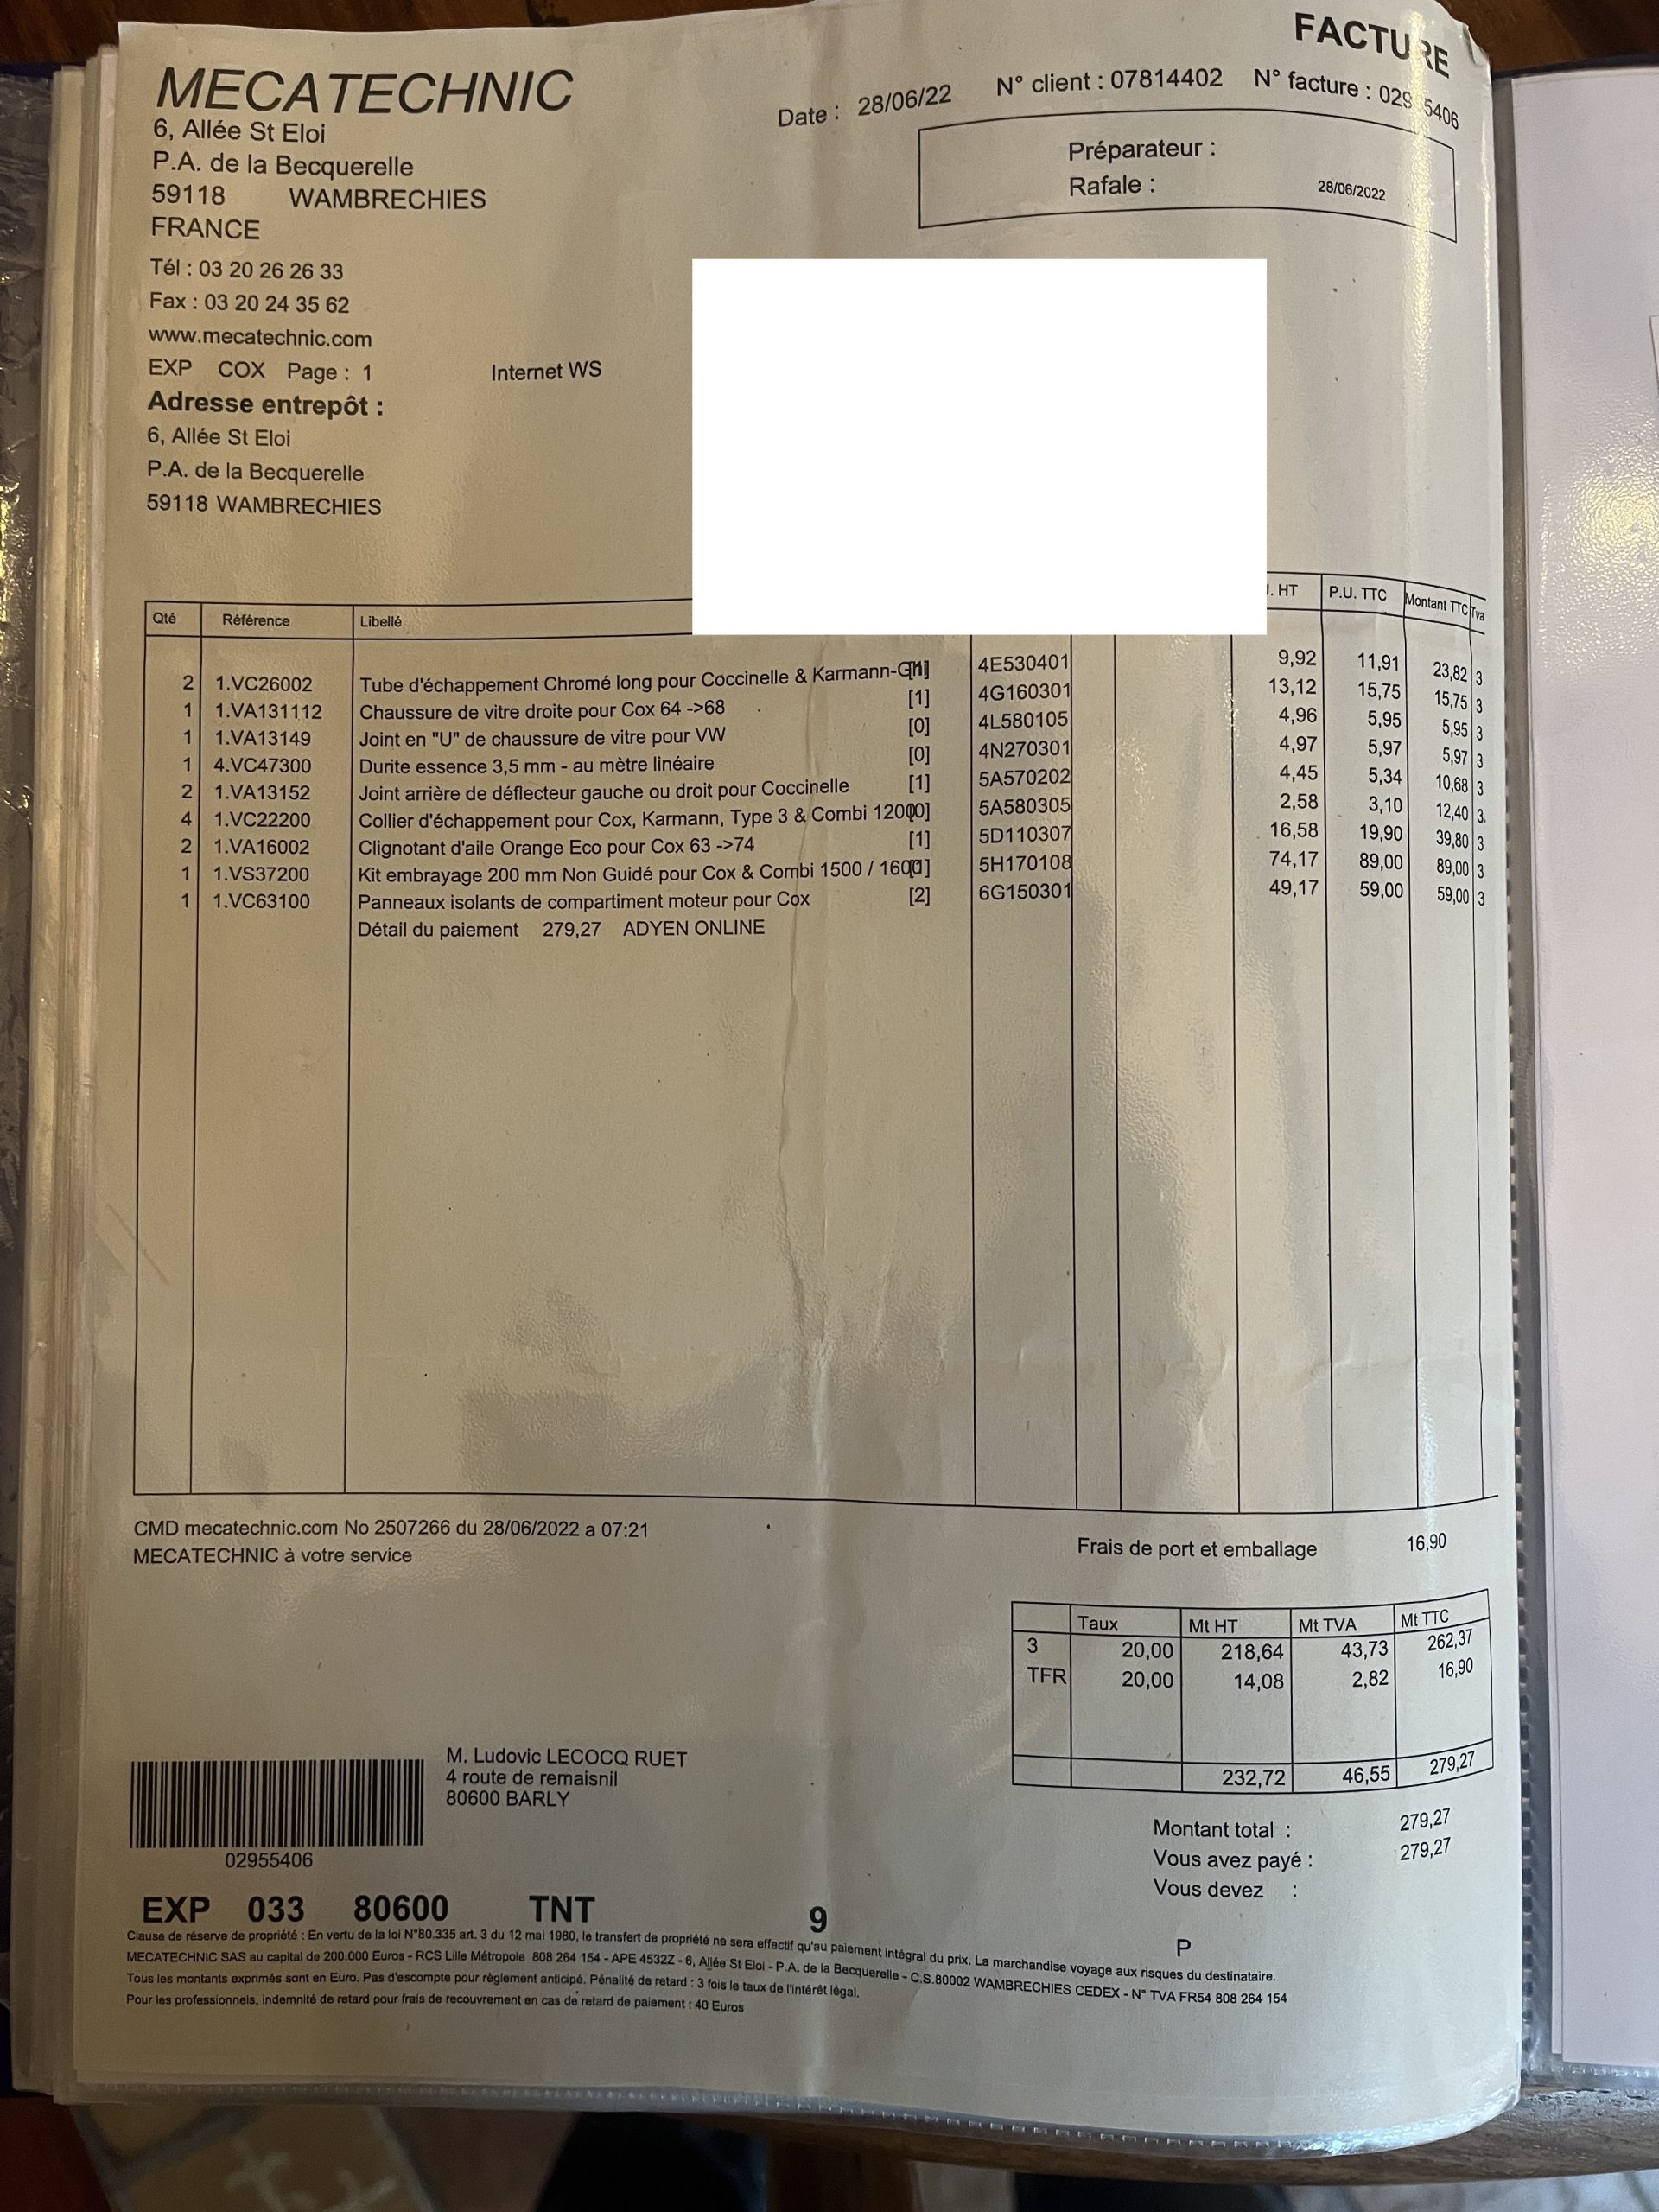 FACTURE
MECATECHNIC
Date : 28/06/22 N° client : 07814402 N° facture : 029 5406
6, Allée St Eloi
P.A. de la Becquerelle
59118 WAMBRECHIES
FRANCE
Préparateur :
Rafale : 28/06/2022
Tél : 03 20 26 26 33
Fax : 03 20 24 35 62
www.mecatechnic.com
EXP COX Page : 1 Internet WS
Adresse entrepôt :
6, Allée St Eloi
P.A. de la Becquerelle
59118 WAMBRECHIES
Qté Référence Libellé . HT P.U. TTC Montant TTC Tva
2 1.VC26002 Tube d'échappement Chromé long pour Coccinelle & Karmann-Ghi [1] 4E530401 9,92 11,91 23,82 3
1 1.VA131112 Chaussure de vitre droite pour Cox 64 ->68 [1] 4G160301 13,12 15,75 15,75 3
1 1.VA13149 Joint en "U" de chaussure de vitre pour VW [0] 4L580105 4,96 5,95 5,95 3
1 4.VC47300 Durite essence 3,5 mm - au mètre linéaire [0] 4N270301 4,97 5,97 5,97 3
2 1.VA13152 Joint arrière de déflecteur gauche ou droit pour Coccinelle [1] 5A570202 4,45 5,34 10,68 3
4 1.VC22200 Collier d'échappement pour Cox, Karmann, Type 3 & Combi 1200 [0] 5A580305 2,58 3,10 12,40 3
2 1.VA16002 Clignotant d'aile Orange Eco pour Cox 63 ->74 [1] 5D110307 16,58 19,90 39,80 3
1 1.VS37200 Kit embrayage 200 mm Non Guidé pour Cox & Combi 1500 / 1600 5H170108 74,17 89,00 89,00 3
1 1.VC63100 Panneaux isolants de compartiment moteur pour Cox [2] 6G150301 49,17 59,00 59,00 3
Détail du paiement 279,27 ADYEN ONLINE
CMD mecatechnic.com No 2507266 du 28/06/2022 a 07:21
MECATECHNIC à votre service
Frais de port et emballage 16,90
Taux Mt HT Mt TVA Mt TTC
3 20,00 218,64 43,73 262,37
TFR 20,00 14,08 2,82 16,90
232,72 46,55 279,27
M. Ludovic LECOCQ RUET
4 route de remaisnil
80600 BARLY
02955406
Montant total : 279,27
Vous avez payé : 279,27
Vous devez :
EXP 033 80600 TNT 9
P
Clause de réserve de propriété : En vertu de la loi N°80.335 art. 3 du 12 mai 1980, le transfert de propriété ne sera effectif qu'au paiement intégral du prix. La marchandise voyage aux risques du destinataire.
MECATECHNIC SAS au capital de 200.000 Euros - RCS Lille Métropole 808 264 154 - APE 4532Z - 6, Allée St Eloi - P.A. de la Becquerelle - C.S.80002 WAMBRECHIES CEDEX - N° TVA FR54 808 264 154
Tous les montants exprimés sont en Euro. Pas d'escompte pour règlement anticipé. Pénalité de retard : 3 fois le taux de l'intérêt légal.
Pour les professionnels, indemnité de retard pour frais de recouvrement en cas de retard de paiement : 40 Euros